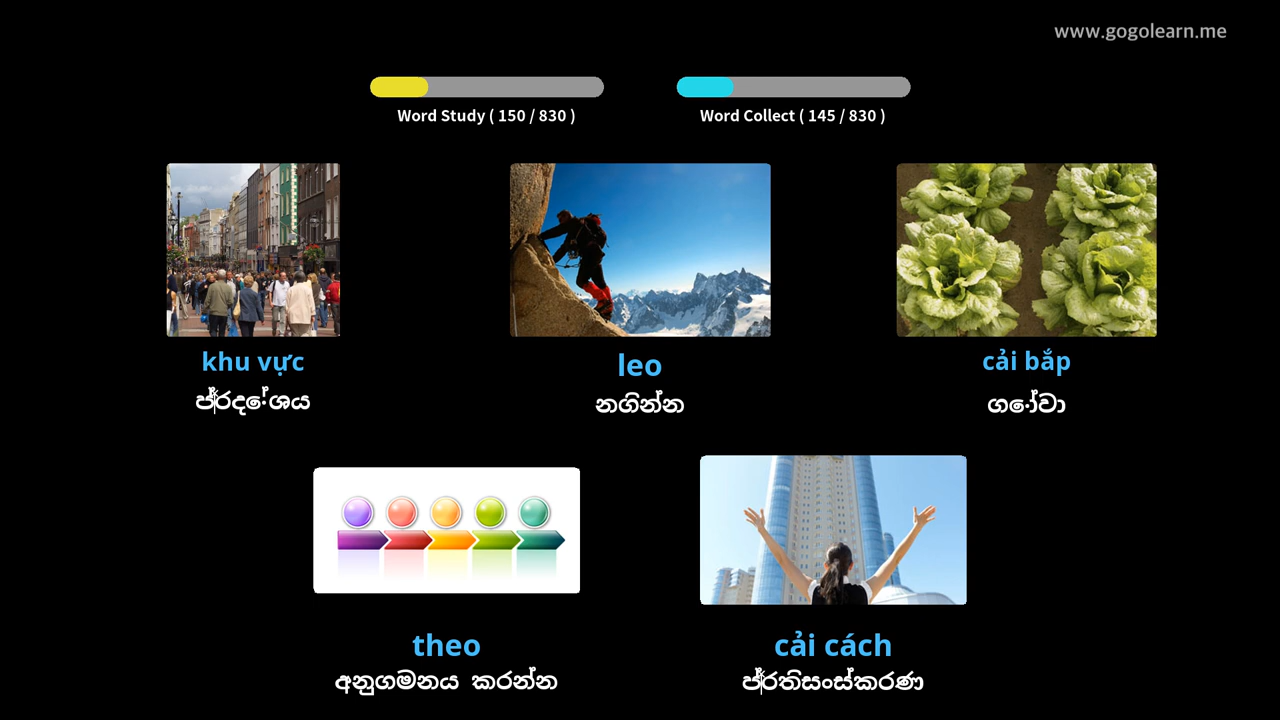 www.gogolearn.me
Word Study ( 150 / 830 )
Word Collect ( 145 / 830 )
khu vực
ප්‍රදේශය
leo
නගින්න
cải bắp
ගෝවා
theo
අනුගමනය කරන්න
cải cách
ප්‍රතිසංස්කරණ